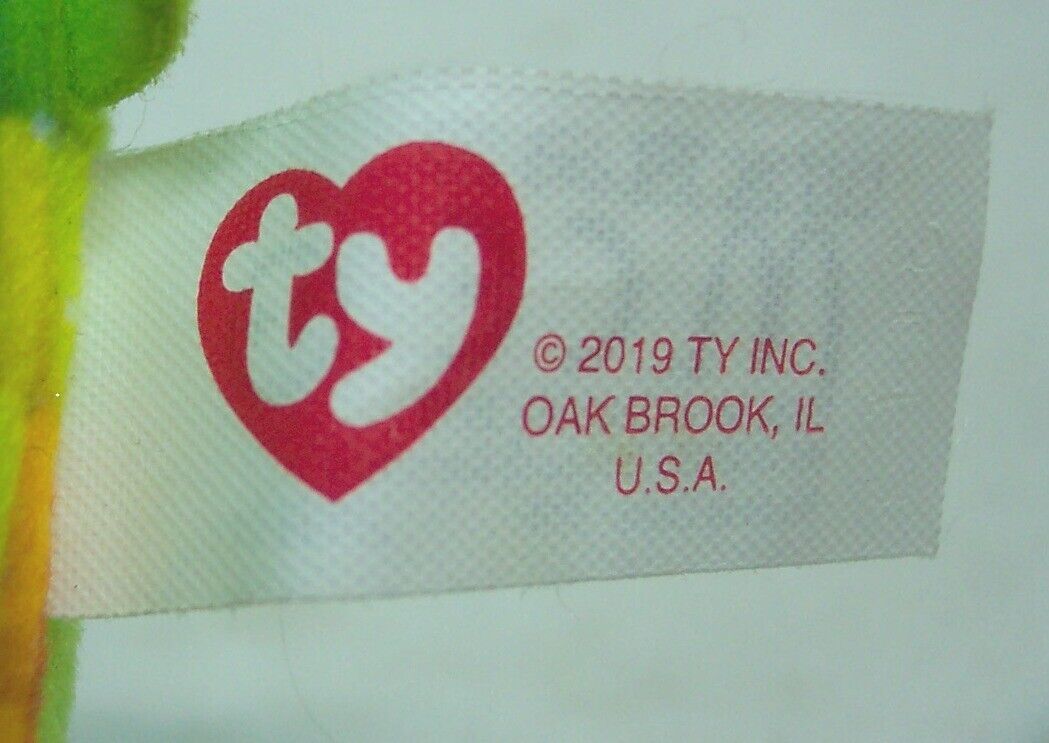 ty
© 2019 TY INC.
OAK BROOK, IL
U.S.A.